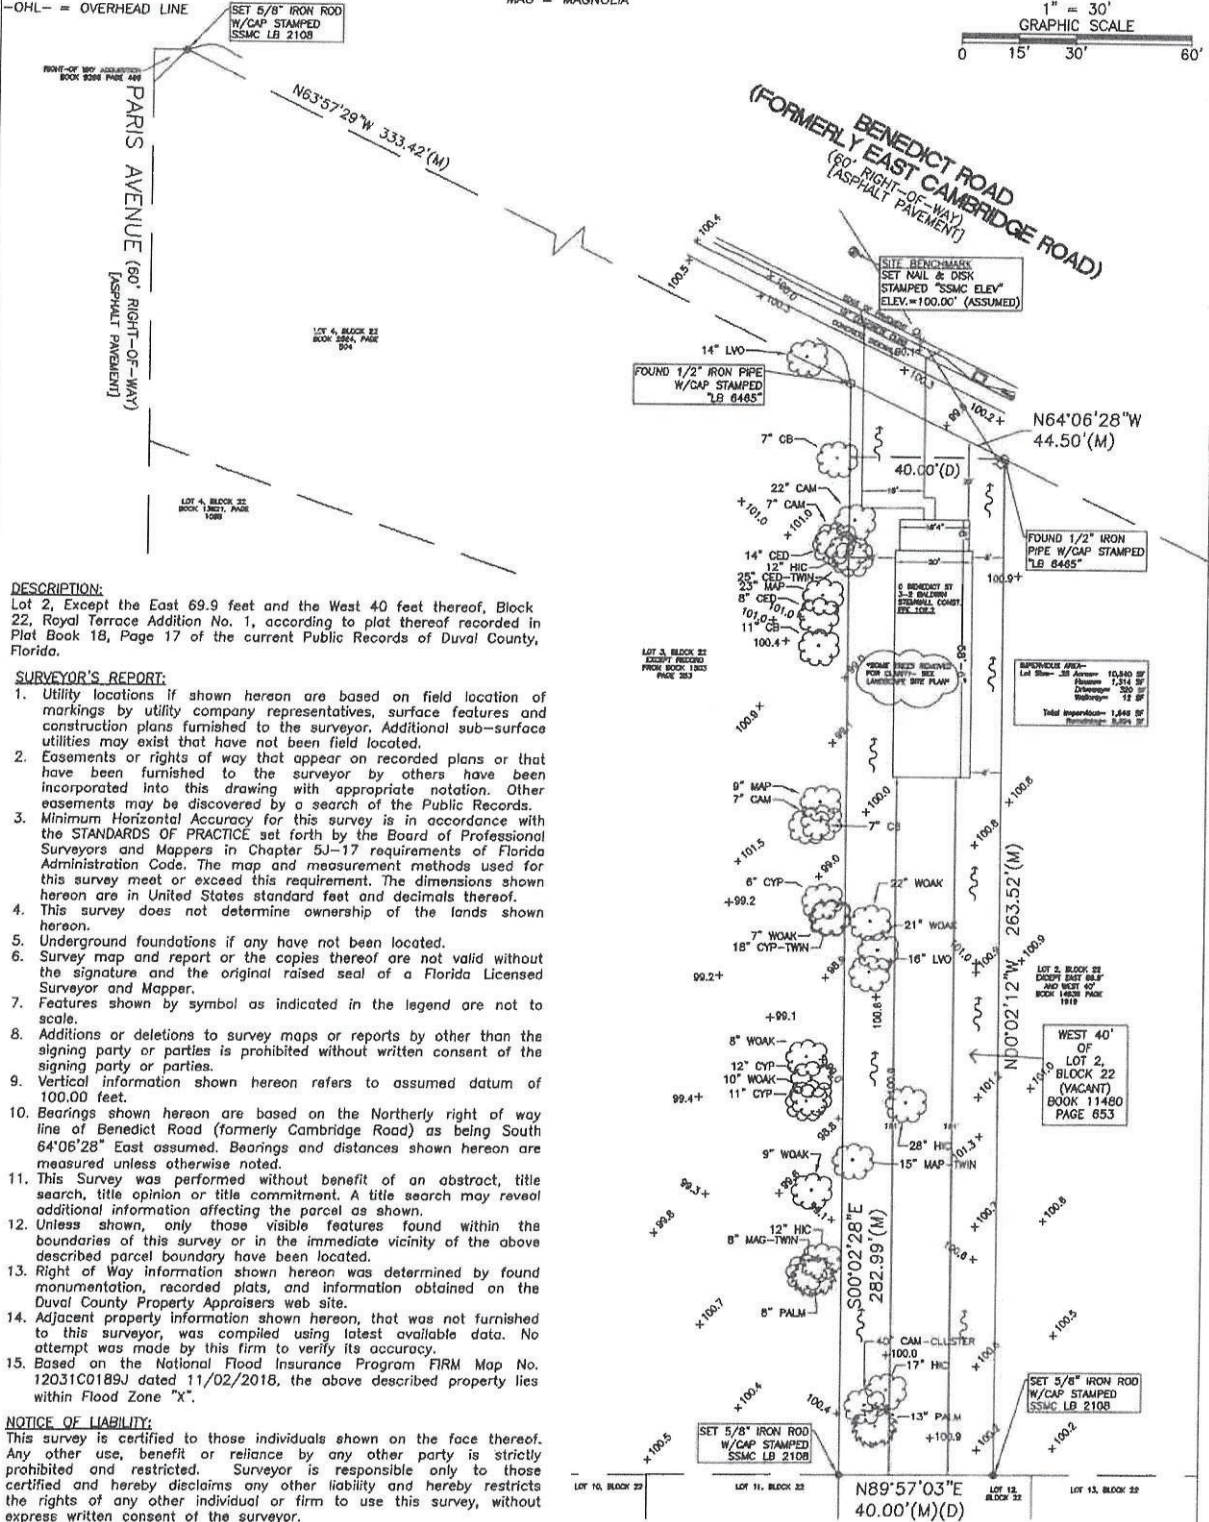 -OHL- = OVERHEAD LINE
MAG = MAGNOLIA
1" = 30'
GRAPHIC SCALE
0 15' 30' 60'
SET 5/8" IRON ROD
W/CAP STAMPED
SSMC LB 2108
PARIS AVENUE (60' RIGHT-OF-WAY)
[ASPHALT PAVEMENT]
N63°57'29"W 333.42'(M)
BENEDICT ROAD
(FORMERLY EAST CAMBRIDGE ROAD)
(60' RIGHT-OF-WAY)
[ASPHALT PAVEMENT]
SITE BENCHMARK
SET NAIL & DISK
STAMPED "SSMC ELEV"
ELEV.=100.00' (ASSUMED)
14" LVO
FOUND 1/2" IRON PIPE
W/CAP STAMPED
"LB 6465"
N64°06'28"W
44.50'(M)
40.00'(D)
FOUND 1/2" IRON
PIPE W/CAP STAMPED
"LB 6465"
7" CB
22" CAM
7" CAM
14" CED
12" HIC
25" CED-TWIN
23" MAP
8" CED
11" CB
LOT 4, BLOCK 22
LOT 3, BLOCK 22
DESCRIPTION:
Lot 2, Except the East 69.9 feet and the West 40 feet thereof, Block
22, Royal Terrace Addition No. 1, according to plat thereof recorded in
Plat Book 18, Page 17 of the current Public Records of Duval County,
Florida.
SURVEYOR'S REPORT:
1. Utility locations if shown hereon are based on field location of
markings by utility company representatives, surface features and
construction plans furnished to the surveyor. Additional sub-surface
utilities may exist that have not been field located.
2. Easements or rights of way that appear on recorded plans or that
have been furnished to the surveyor by others have been
incorporated into this drawing with appropriate notation. Other
easements may be discovered by a search of the Public Records.
3. Minimum Horizontal Accuracy for this survey is in accordance with
the STANDARDS OF PRACTICE set forth by the Board of Professional
Surveyors and Mappers in Chapter 5J-17 requirements of Florida
Administration Code. The map and measurement methods used for
this survey meet or exceed this requirement. The dimensions shown
hereon are in United States standard feet and decimals thereof.
4. This survey does not determine ownership of the lands shown
hereon.
5. Underground foundations if any have not been located.
6. Survey map and report or the copies thereof are not valid without
the signature and the original raised seal of a Florida Licensed
Surveyor and Mapper.
7. Features shown by symbol as indicated in the legend are not to
scale.
8. Additions or deletions to survey maps or reports by other than the
signing party or parties is prohibited without written consent of the
signing party or parties.
9. Vertical information shown hereon refers to assumed datum of
100.00 feet.
10. Bearings shown hereon are based on the Northerly right of way
line of Benedict Road (formerly Cambridge Road) as being South
64°06'28" East assumed. Bearings and distances shown hereon are
measured unless otherwise noted.
11. This Survey was performed without benefit of an abstract, title
search, title opinion or title commitment. A title search may reveal
additional information affecting the parcel as shown.
12. Unless shown, only those visible features found within the
boundaries of this survey or in the immediate vicinity of the above
described parcel boundary have been located.
13. Right of Way information shown hereon was determined by found
monumentation, recorded plats, and information obtained on the
Duval County Property Appraisers web site.
14. Adjacent property information shown hereon, that was not furnished
to this surveyor, was compiled using latest available data. No
attempt was made by this firm to verify its accuracy.
15. Based on the National Flood Insurance Program FIRM Map No.
12031C0189J dated 11/02/2018, the above described property lies
within Flood Zone "X".
NOTICE OF LIABILITY:
This survey is certified to those individuals shown on the face thereof.
Any other use, benefit or reliance by any other party is strictly
prohibited and restricted. Surveyor is responsible only to those
certified and hereby disclaims any other liability and hereby restricts
the rights of any other individual or firm to use this survey, without
express written consent of the surveyor.
9" MAP
7" CAM
7" CB
6" CYP
22" WOAK
21" WOAK
7" WOAK
18" CYP-TWIN
16" LVO
8" WOAK
12" CYP
10" WOAK
11" CYP
28" HIC
9" WOAK
15" MAP-TWIN
12" HIC
8" MAG-TWIN
8" PALM
40" CAM-CLUSTER
17" HIC
13" PALM
S00°02'28"E
282.99'(M)
N00°02'12"W 263.52'(M)
WEST 40'
OF
LOT 2,
BLOCK 22
(VACANT)
BOOK 11480
PAGE 653
SET 5/8" IRON ROD
W/CAP STAMPED
SSMC LB 2108
SET 5/8" IRON ROD
W/CAP STAMPED
SSMC LB 2108
LOT 10, BLOCK 22
LOT 11, BLOCK 22
LOT 12,
BLOCK 22
LOT 13, BLOCK 22
N89°57'03"E
40.00'(M)(D)